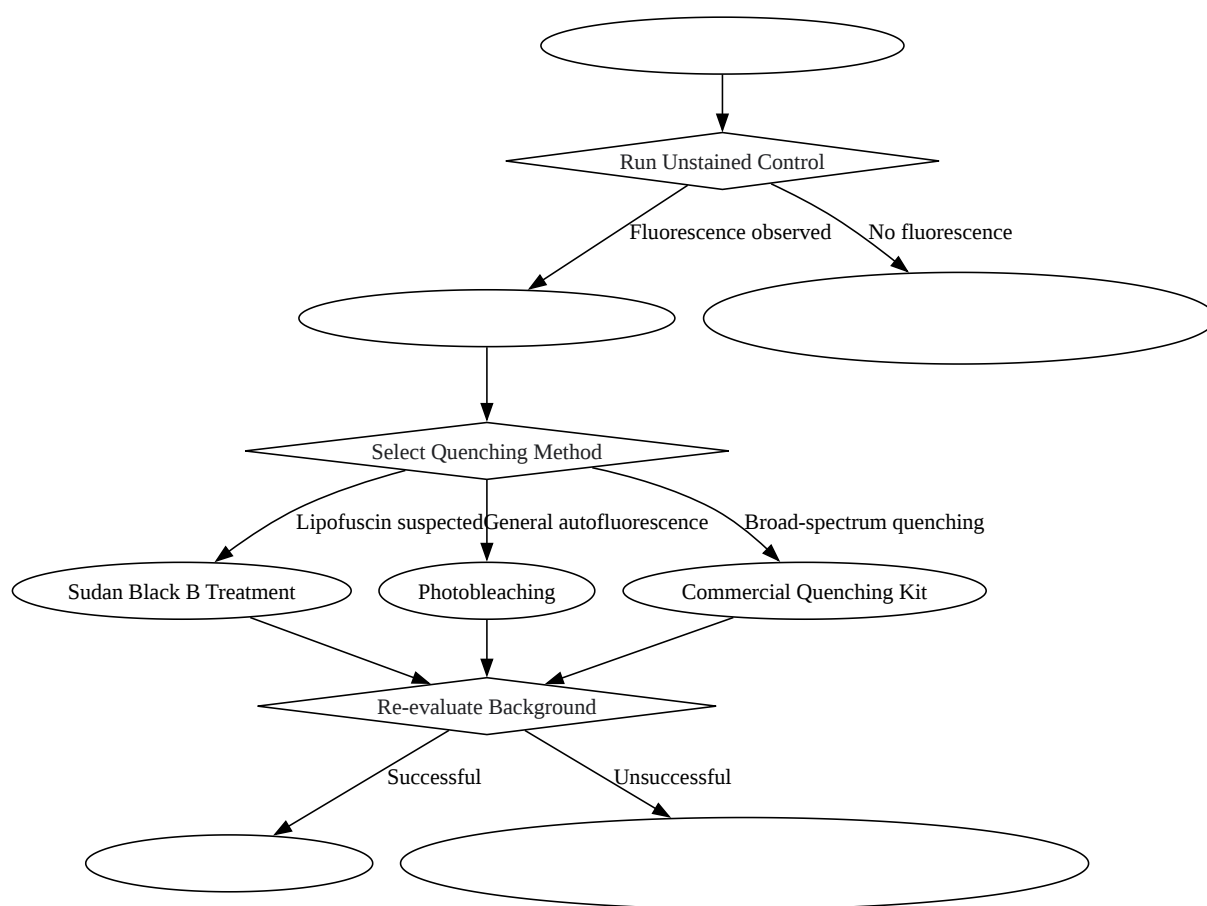 Run Unstained Control
Fluorescence observed
No fluorescence
Select Quenching Method
Lipofuscin suspected
General autofluorescence
Broad-spectrum quenching
Sudan Black B Treatment
Photobleaching
Commercial Quenching Kit
Re-evaluate Background
Successful
Unsuccessful